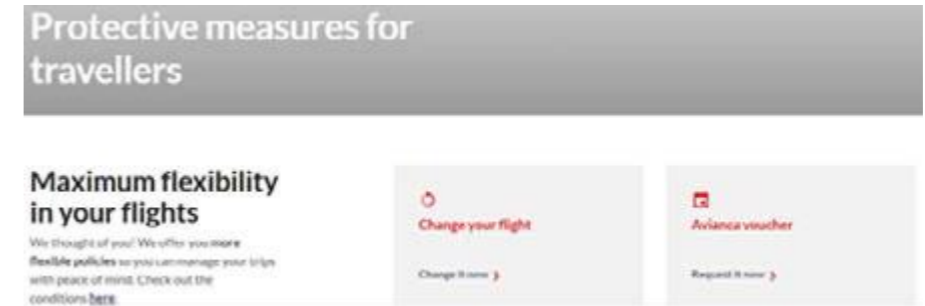 Protective measures for
travellers
Maximum flexibility
in your flights
We thought of you! We offer you more
flexible policies so you can manage your trips
with peace of mind. Check out the
conditions here.
Change your flight
Change it now
Avianca voucher
Request it now